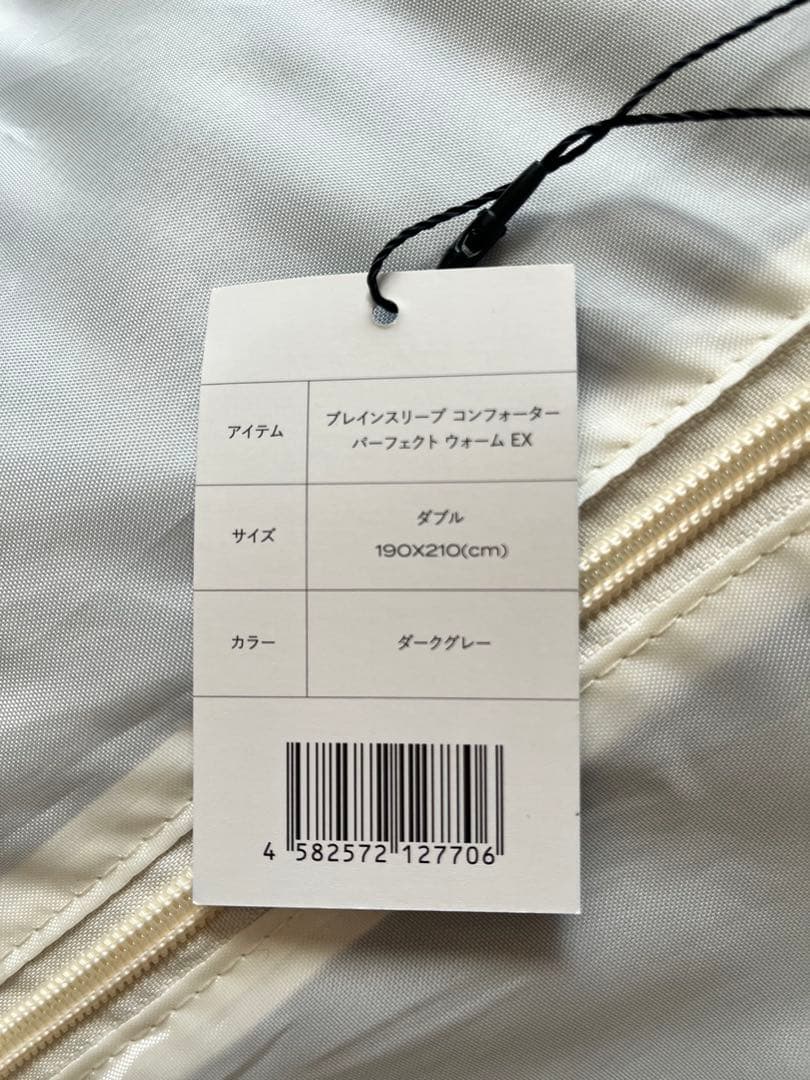 アイテム
ブレインスリープ コンフォーター
パーフェクト ウォーム EX
サイズ
ダブル
190X210(cm)
カラー
ダークグレー
4 582572 127706